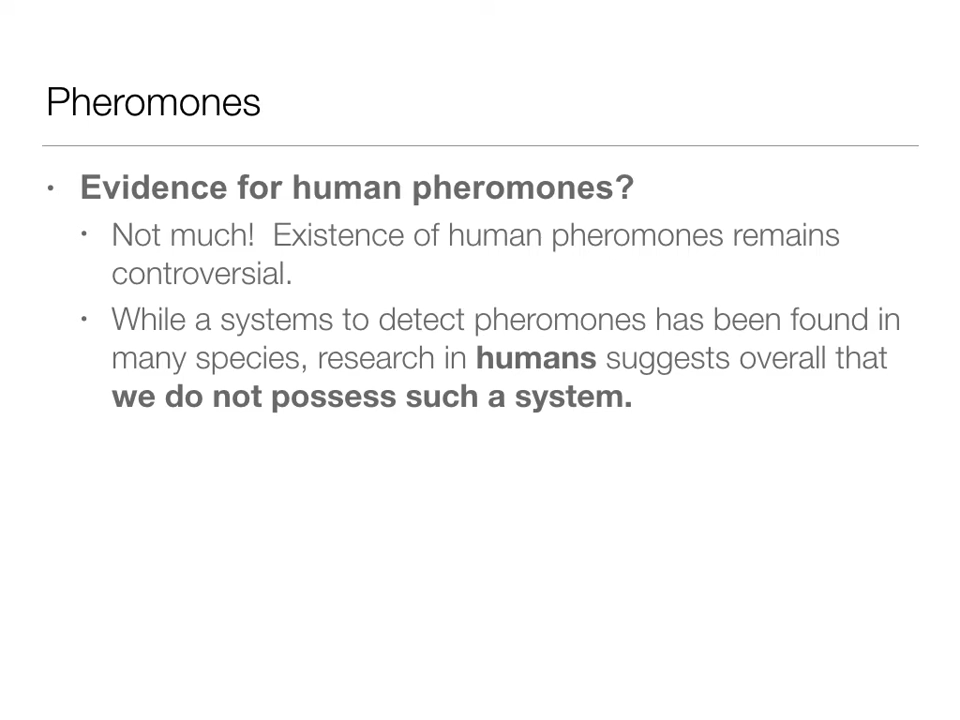 Pheromones
• Evidence for human pheromones?
• Not much!  Existence of human pheromones remains
controversial.
• While a systems to detect pheromones has been found in
many species, research in humans suggests overall that
we do not possess such a system.